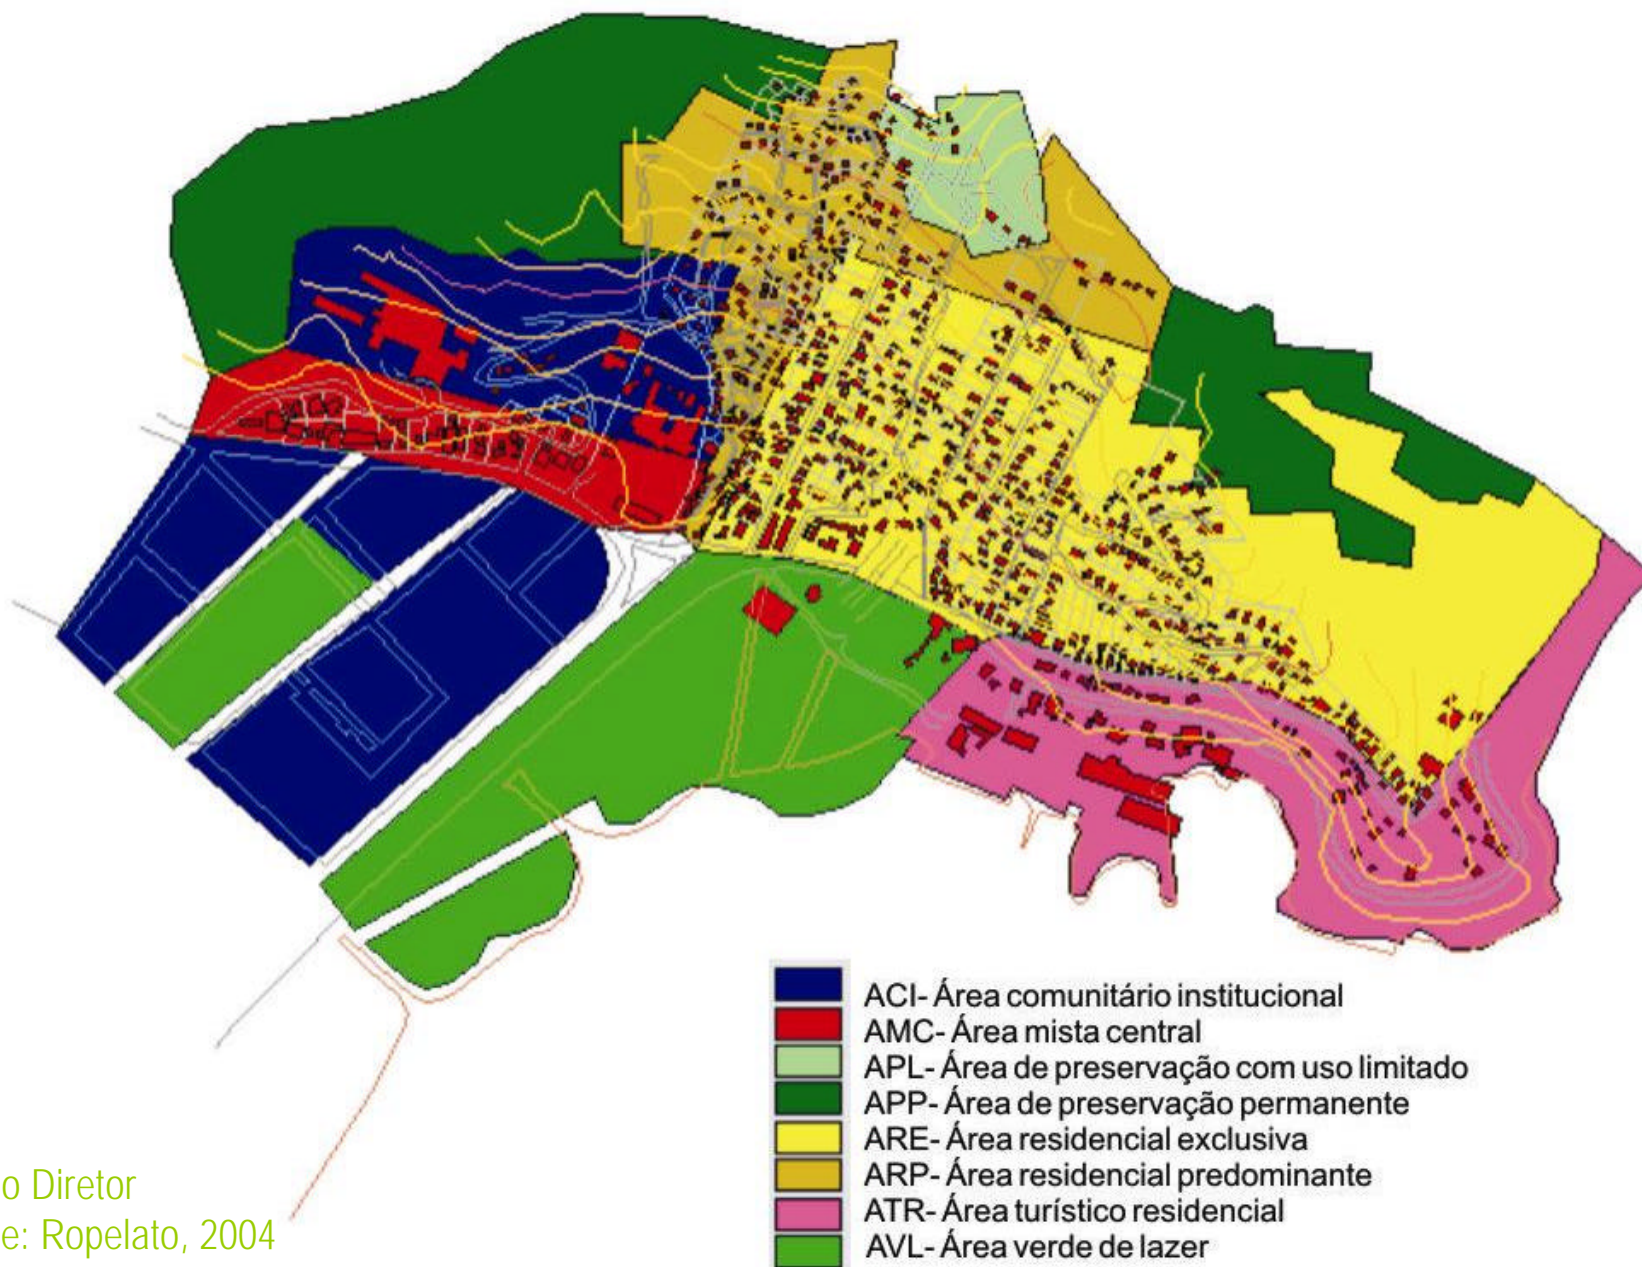 ACI- Área comunitário institucional
AMC- Área mista central
APL- Área de preservação com uso limitado
APP- Área de preservação permanente
ARE- Área residencial exclusiva
ARP- Área residencial predominante
ATR- Área turístico residencial
AVL- Área verde de lazer
o Diretor
e: Ropelato, 2004